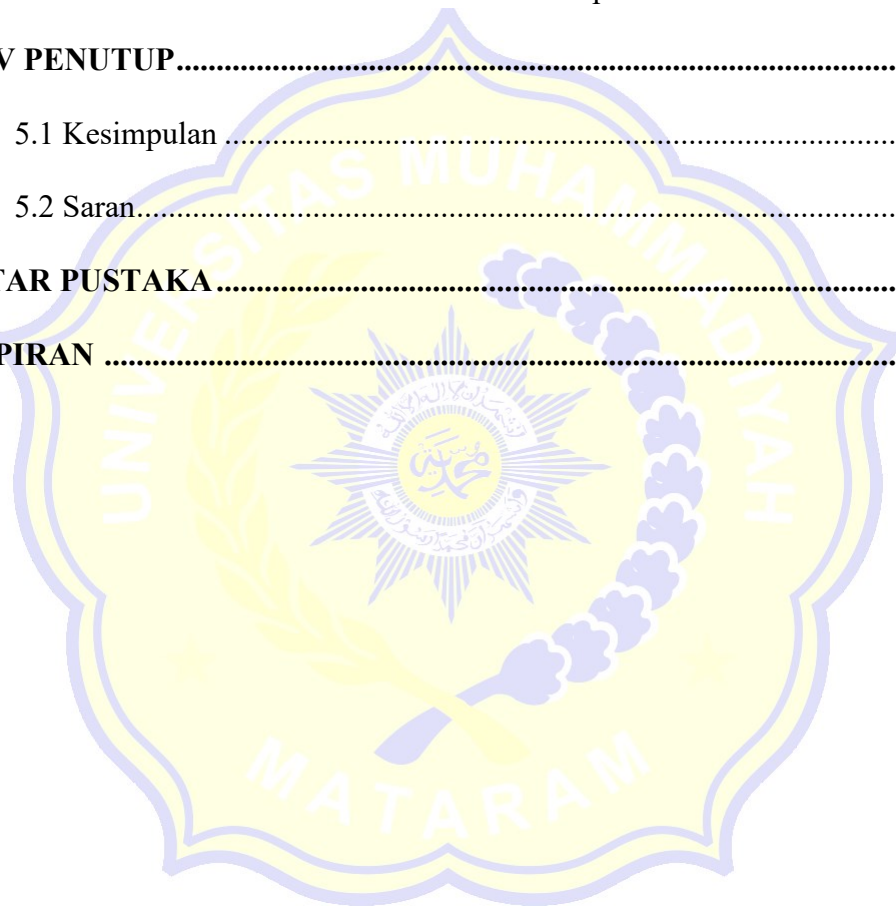 V PENUTUP
5.1 Kesimpulan
5.2 Saran
TAR PUSTAKA
PIRAN
UNIVERSITAS MUHAMMADIYAH
MATARAM